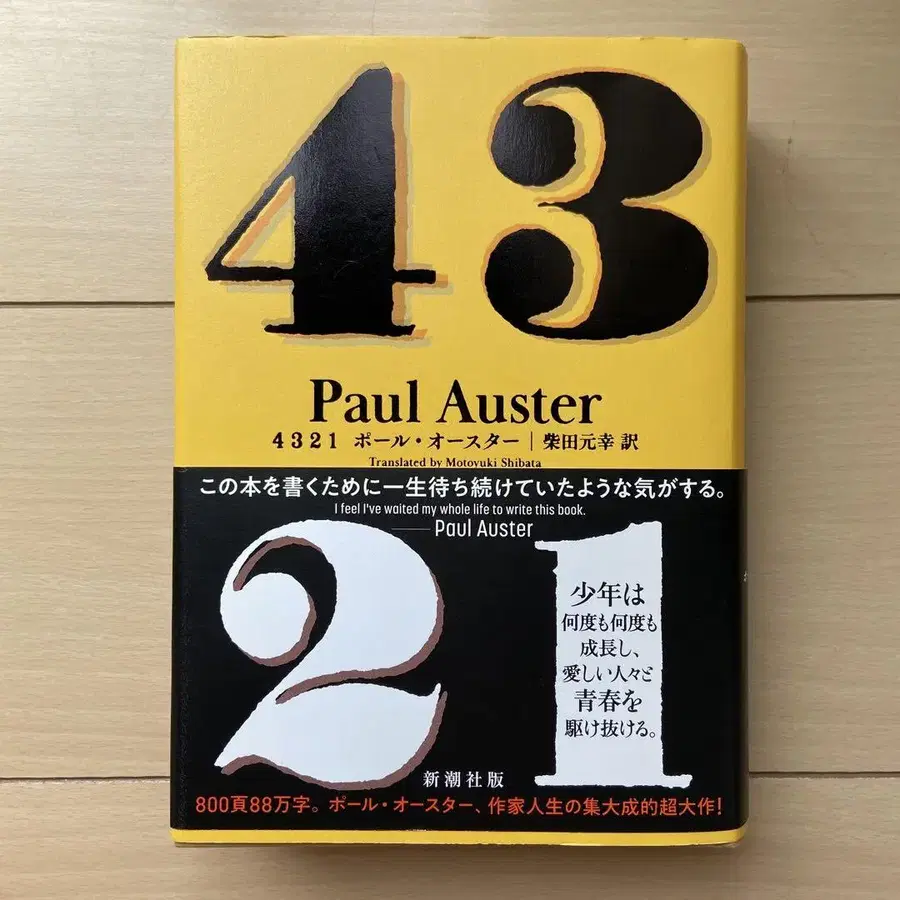 43
Paul Auster
4321 ポール・オースター｜柴田元幸 訳
Translated by Motoyuki Shibata
この本を書くために一生待ち続けていたような気がする。
I feel I've waited my whole life to write this book.
—— Paul Auster
21
少年は
何度も何度も
成長し、
愛しい人々と
青春を
駆け抜ける。
新潮社版
800頁88万字。ポール・オースター、作家人生の集大成的超大作!